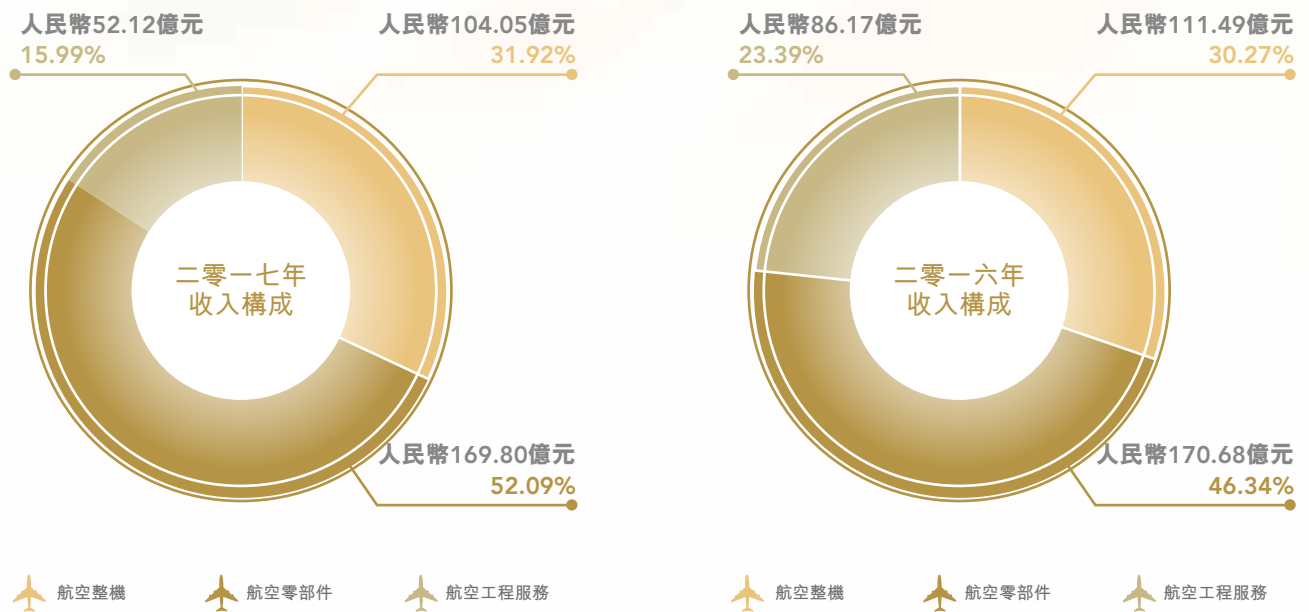 人民幣52.12億元
15.99%
人民幣104.05億元
31.92%
二零一七年
收入構成
人民幣169.80億元
52.09%
航空整機
航空零部件
航空工程服務
人民幣86.17億元
23.39%
人民幣111.49億元
30.27%
二零一六年
收入構成
人民幣170.68億元
46.34%
航空整機
航空零部件
航空工程服務